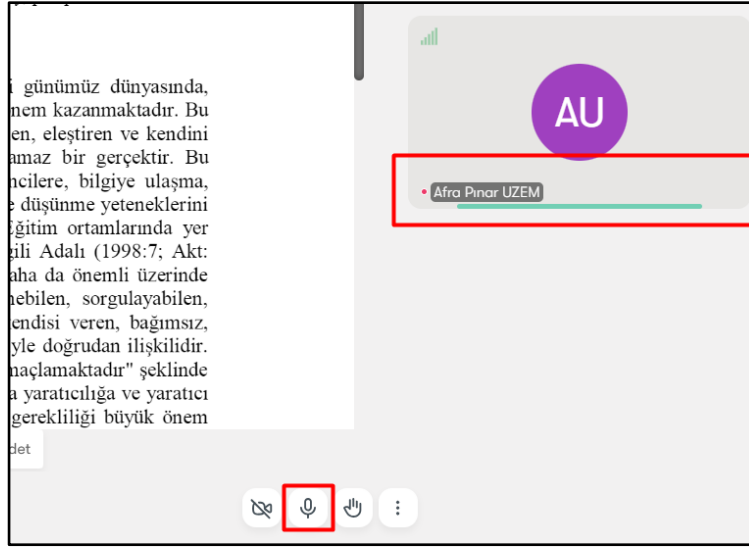 i günümüz dünyasında,
nem kazanmaktadır. Bu
en, eleştiren ve kendini
amaz bir gerçektir. Bu
ncilere, bilgiye ulaşma,
e düşünme yeteneklerini
Eğitim ortamlarında yer
gili Adalı (1998:7; Akt:
aha da önemli üzerinde
nebilen, sorgulayabilen,
endisi veren, bağımsız,
yle doğrudan ilişkilidir.
maçlamaktadır" şeklinde
a yaratıcılığa ve yaratıcı
gerekliliği büyük önem
det
AU
Afra Pınar UZEM